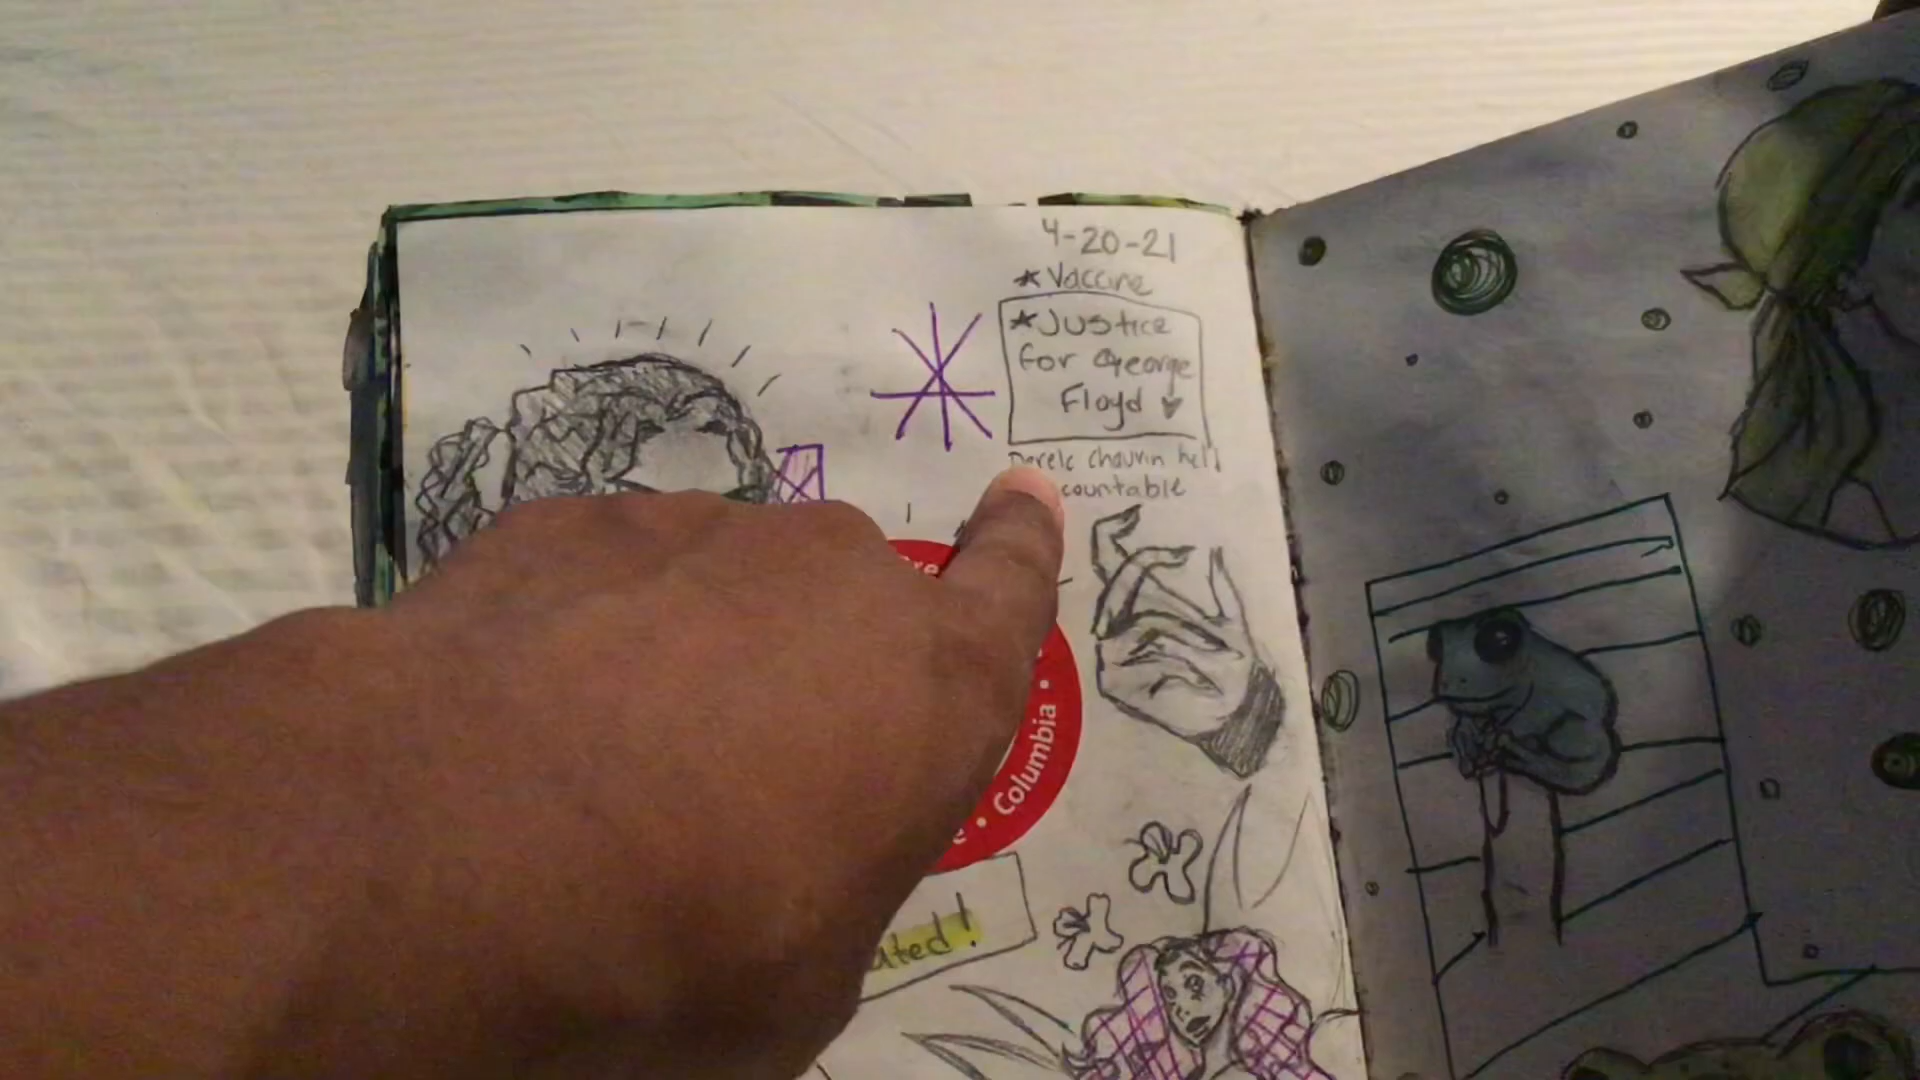 4-20-21
★Vaccine
★Justice
for George
Floyd
Derek chauvin held
countable
Columbia
ated!